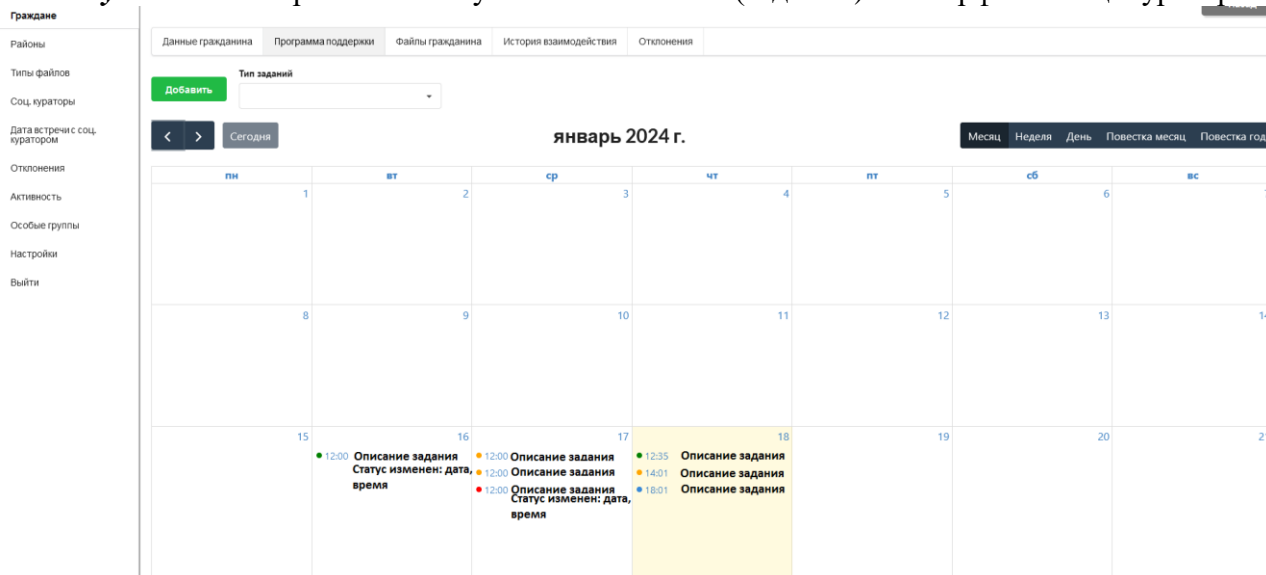 Граждане
Районы
Типы файлов
Соц. кураторы
Дата встречи с соц.
куратором
Отклонения
Активность
Особые группы
Настройки
Выйти
Данные гражданина Программа поддержки Файлы гражданина История взаимодействия Отклонения
Тип заданий
Добавить
Сегодня
январь 2024 г.
Месяц Неделя День Повестка месяц Повестка год
пн вт ср чт пт сб вс
1 2 3 4 5 6
8 9 10 11 12 13 14
15 16 17 18 19 20 21
12:00 Описание задания
Статус изменен: дата,
время
12:00 Описание задания
12:00 Описание задания
12:00 Описание задания
Статус изменен: дата,
время
12:35 Описание задания
14:01 Описание задания
18:01 Описание задания